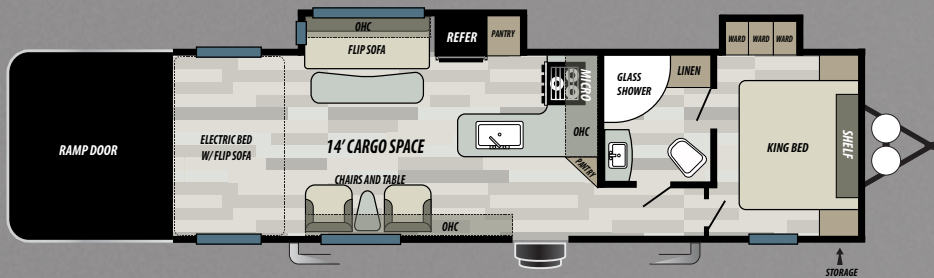 OHC
FLIP SOFA
REFER
PANTRY
WARD WARD WARD
MICRO
GLASS
SHOWER
LINEN
RAMP DOOR
ELECTRIC BED
W/ FLIP SOFA
14' CARGO SPACE
OHC
PANTRY
KING BED
SHELF
CHAIRS AND TABLE
OHC
STORAGE